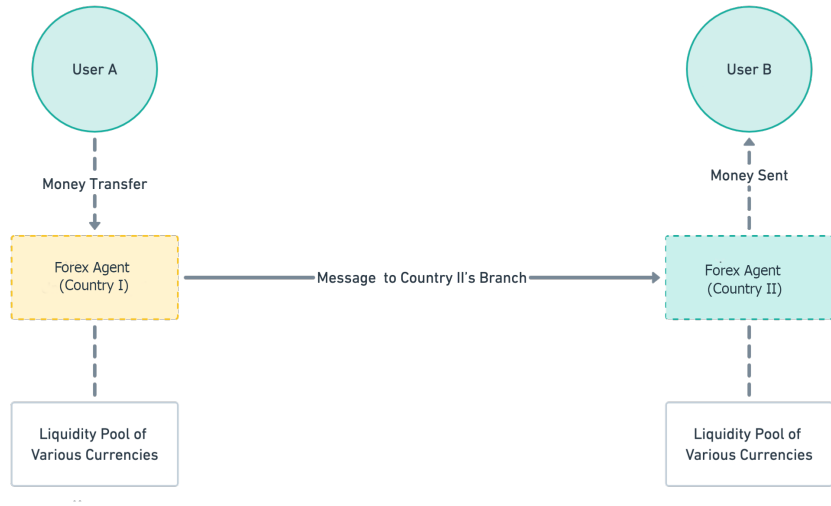 User A
User B
Money Transfer
Money Sent
Forex Agent
(Country I)
Message to Country II's Branch
Forex Agent
(Country II)
Liquidity Pool of
Various Currencies
Liquidity Pool of
Various Currencies